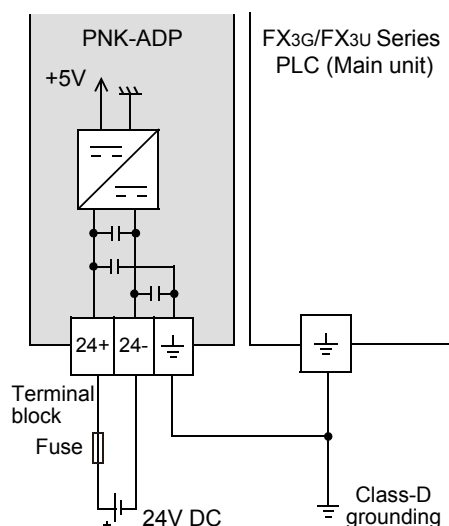 PNK-ADP
FX3G/FX3U Series
PLC (Main unit)
+5V
24+
24-
Terminal
block
Fuse
24V DC
Class-D
grounding